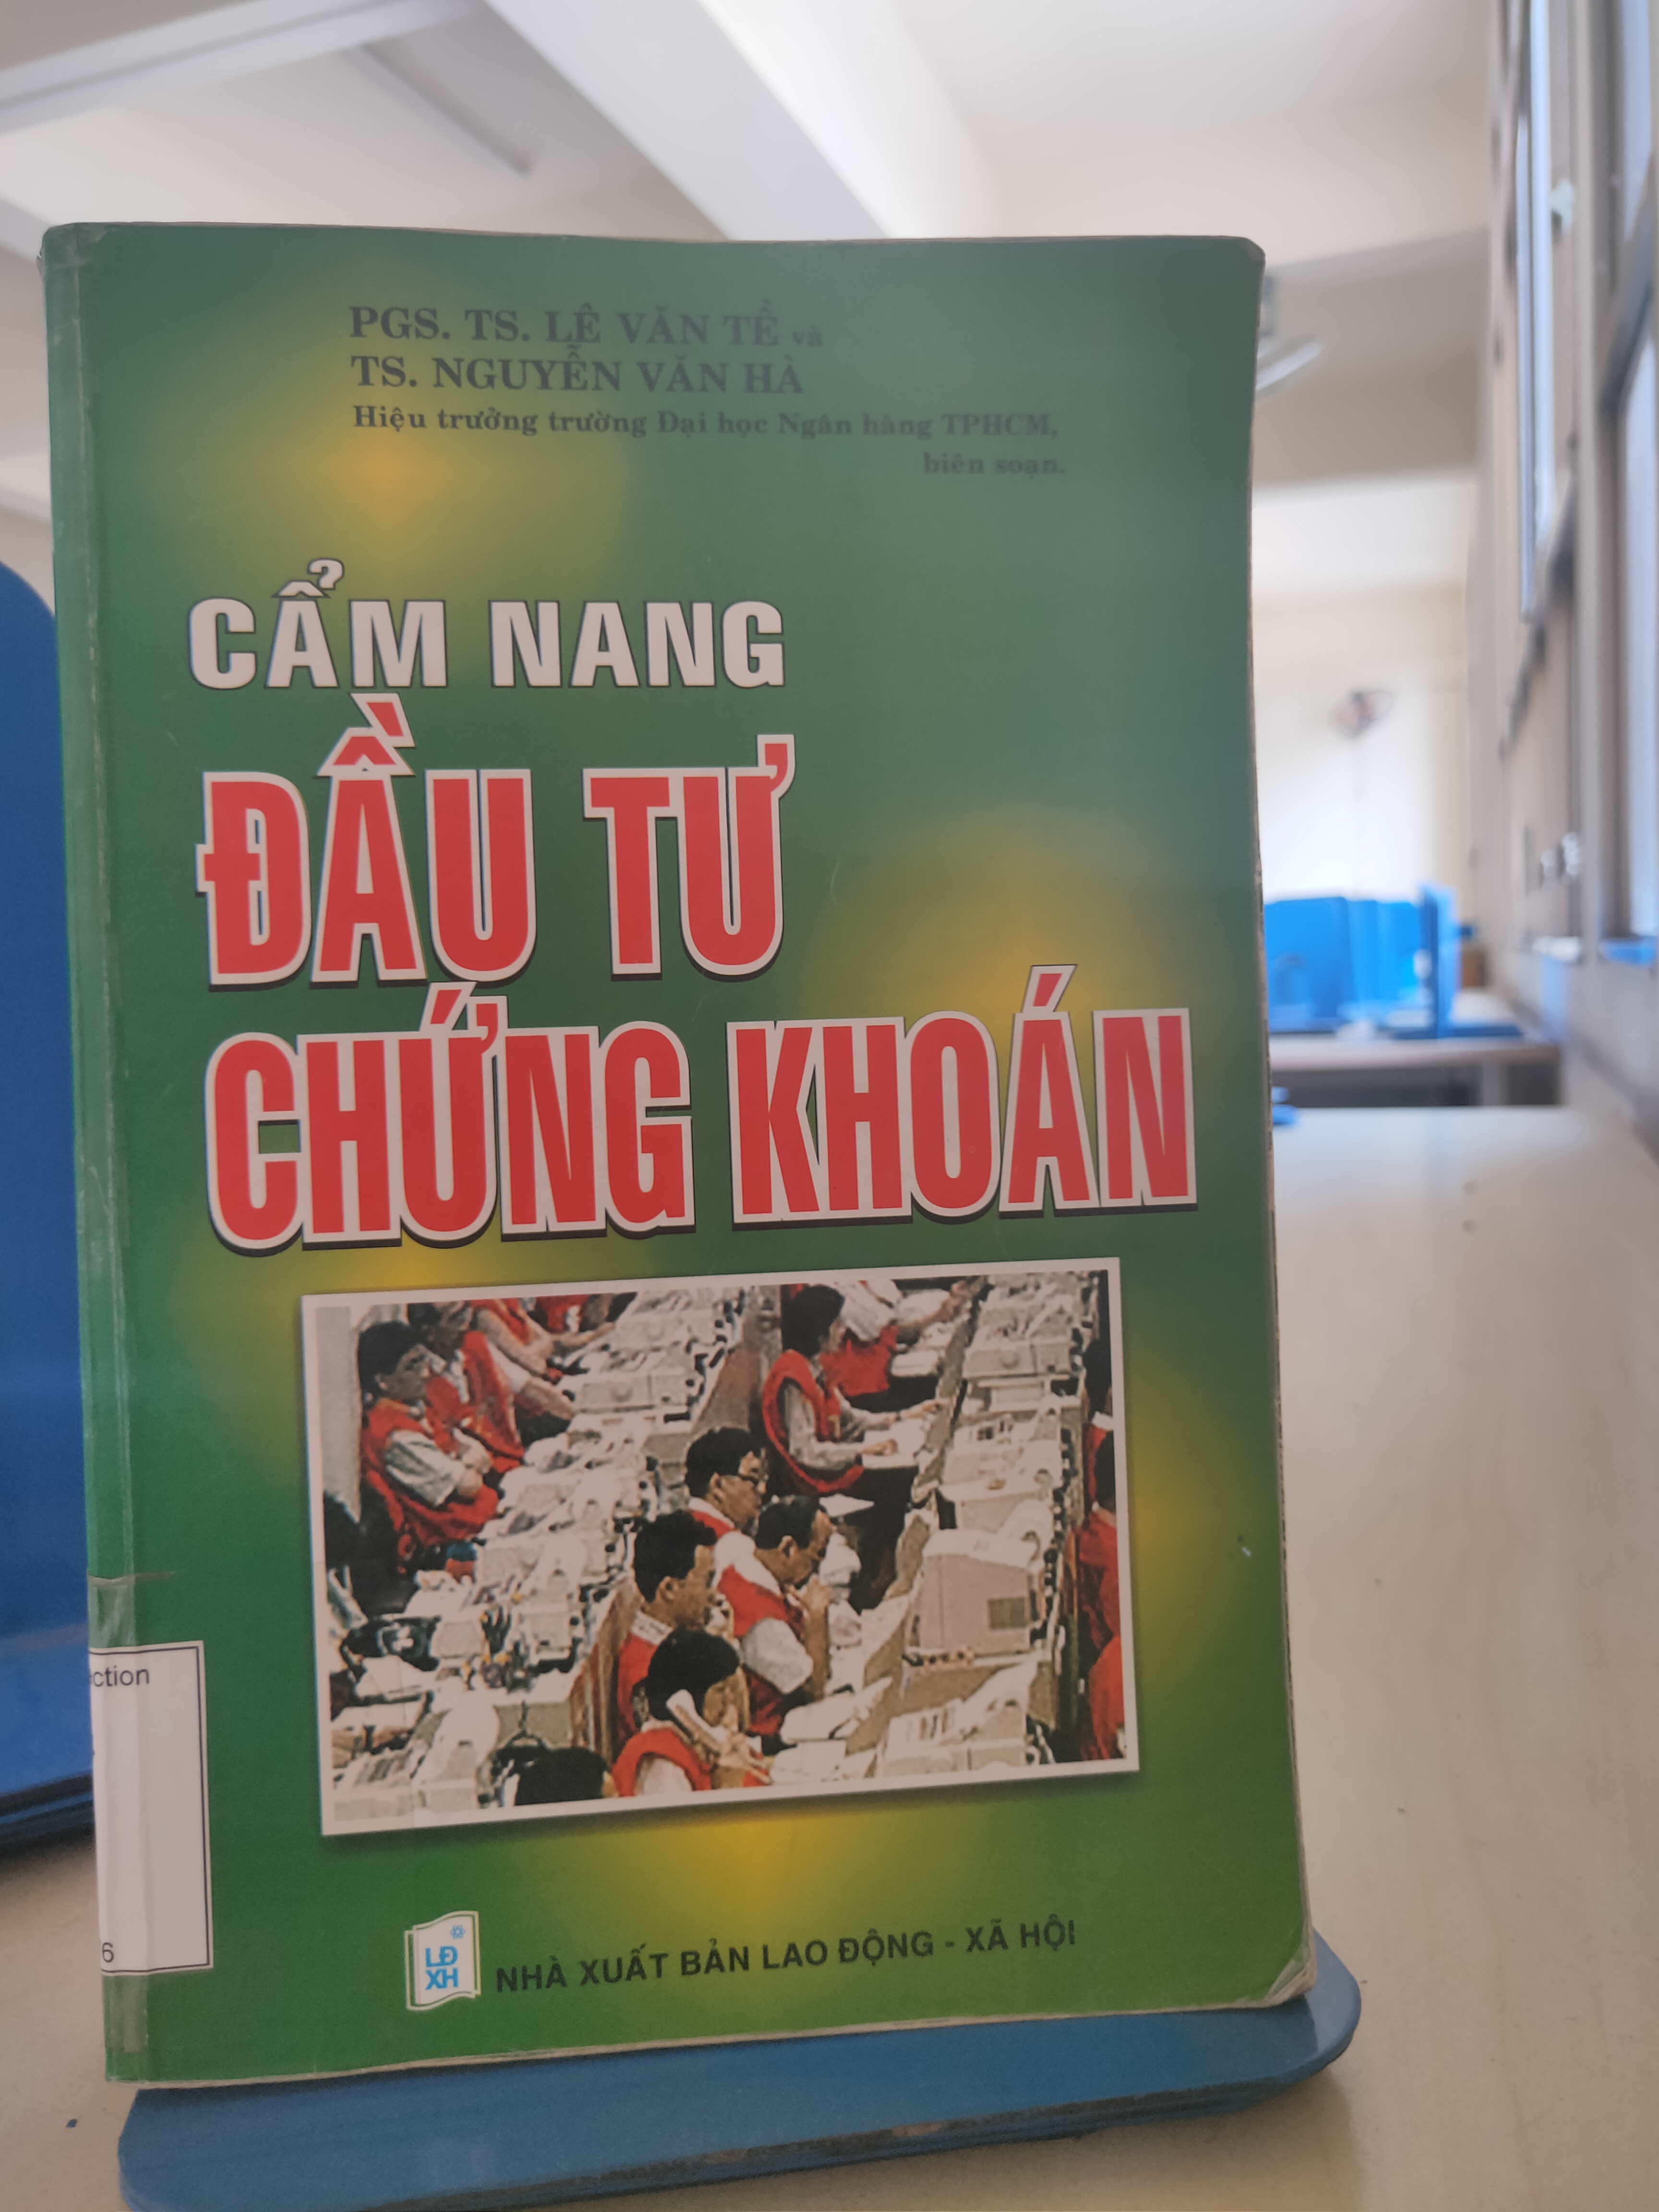 PGS. TS. LÊ VĂN TỀ và
TS. NGUYỄN VĂN HÀ
Hiệu trưởng trường Đại học Ngân hàng TPHCM,
biên soạn.
CẨM NANG
ĐẦU TƯ
CHỨNG KHOÁN
ction
6
LĐ
XH
NHÀ XUẤT BẢN LAO ĐỘNG - XÃ HỘI